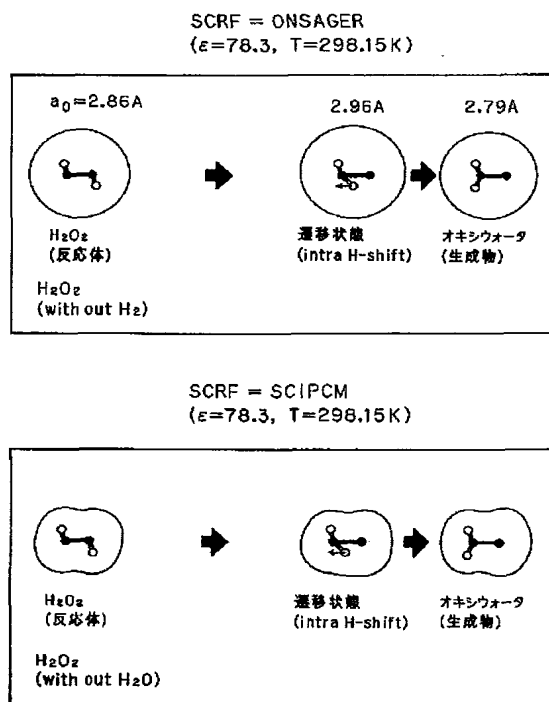 SCRF = ONSAGER
(ε=78.3, T=298.15K)
a₀=2.86A 2.96A 2.79A
H₂O₂ 遷移状態 オキシウォータ
(反応体) (intra H-shift) (生成物)
H₂O₂
(with out H₂)
SCRF = SCIPCM
(ε=78.3, T=298.15K)
H₂O₂ 遷移状態 オキシウォータ
(反応体) (intra H-shift) (生成物)
H₂O₂
(with out H₂O)